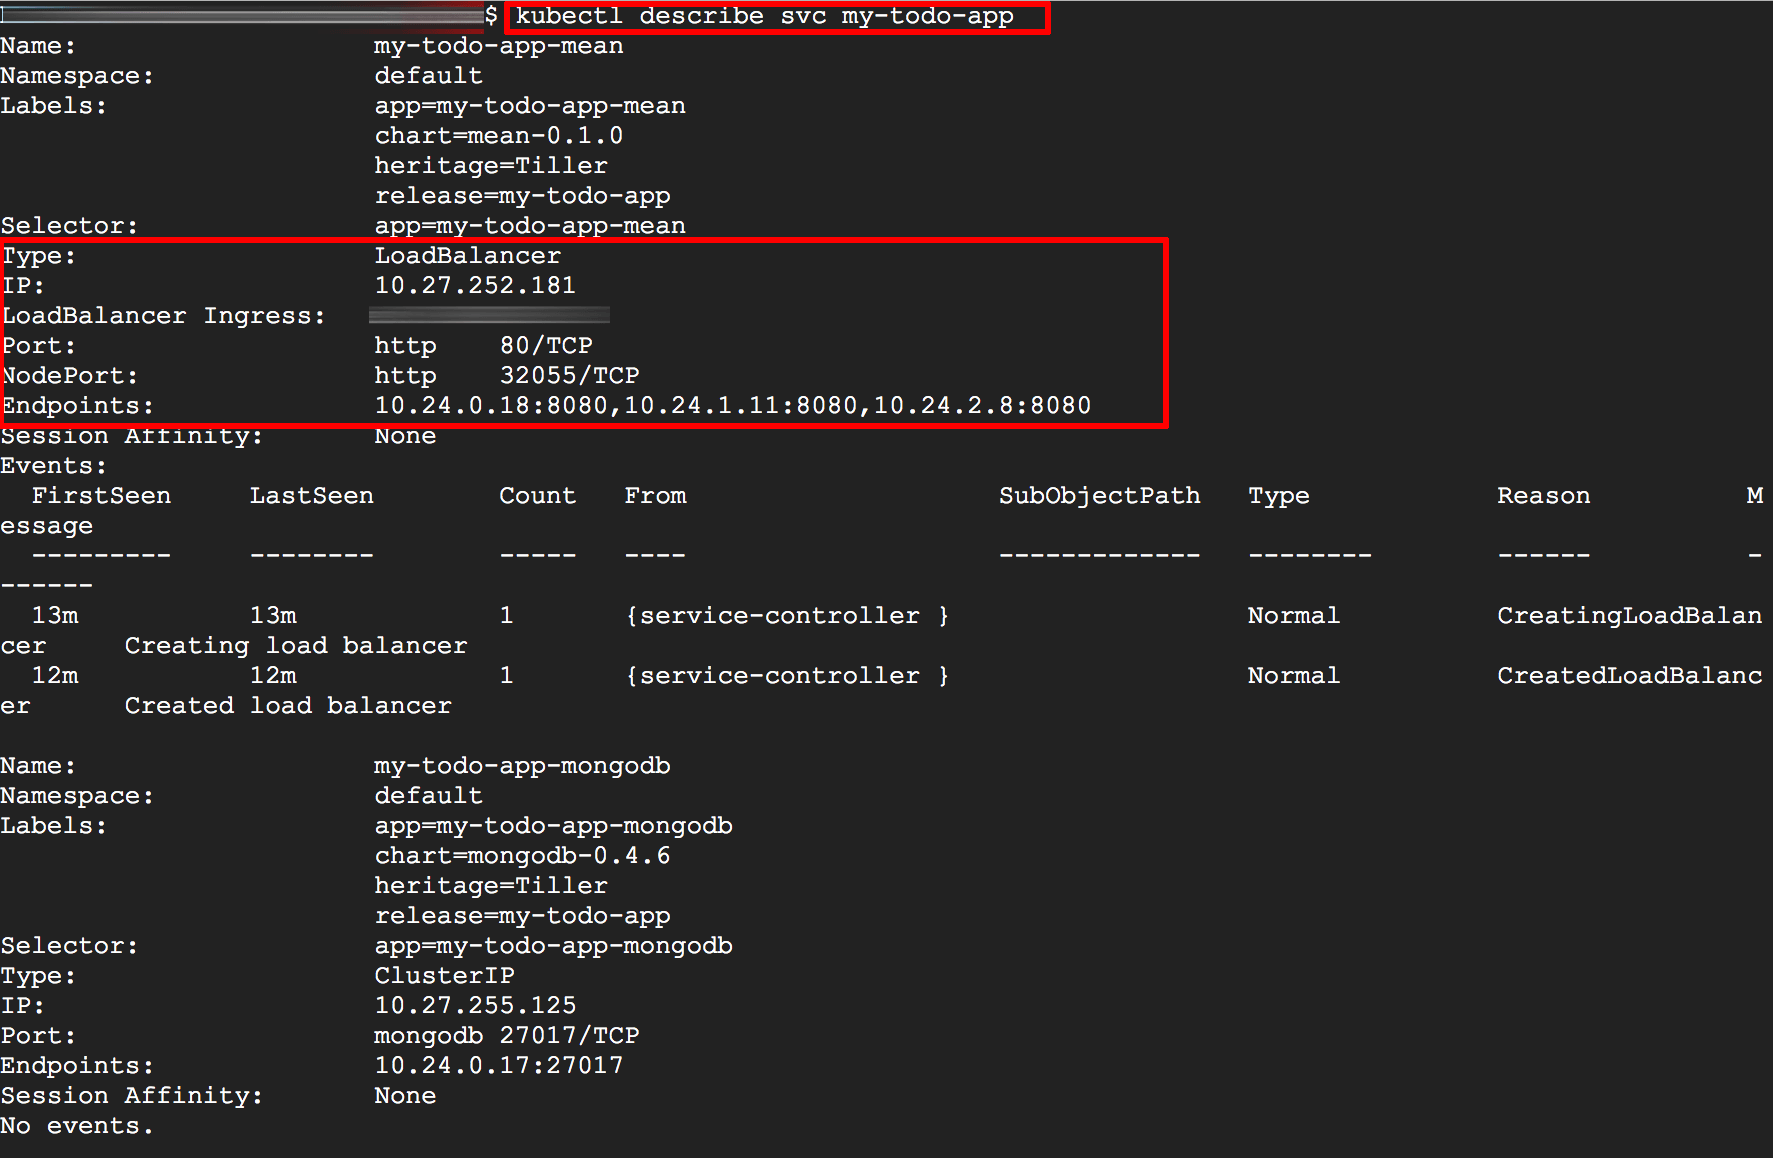 $ kubectl describe svc my-todo-app
Name: my-todo-app-mean
Namespace: default
Labels: app=my-todo-app-mean
chart=mean-0.1.0
heritage=Tiller
release=my-todo-app
Selector: app=my-todo-app-mean
Type: LoadBalancer
IP: 10.27.252.181
LoadBalancer Ingress:
Port: http 80/TCP
NodePort: http 32055/TCP
Endpoints: 10.24.0.18:8080,10.24.1.11:8080,10.24.2.8:8080
Session Affinity: None
Events:
FirstSeen LastSeen Count From SubObjectPath Type Reason M
essage
--------- -------- ----- ---- ------------- -------- ------ -
------
13m 13m 1 {service-controller } Normal CreatingLoadBalan
cer Creating load balancer
12m 12m 1 {service-controller } Normal CreatedLoadBalanc
er Created load balancer
Name: my-todo-app-mongodb
Namespace: default
Labels: app=my-todo-app-mongodb
chart=mongodb-0.4.6
heritage=Tiller
release=my-todo-app
Selector: app=my-todo-app-mongodb
Type: ClusterIP
IP: 10.27.255.125
Port: mongodb 27017/TCP
Endpoints: 10.24.0.17:27017
Session Affinity: None
No events.